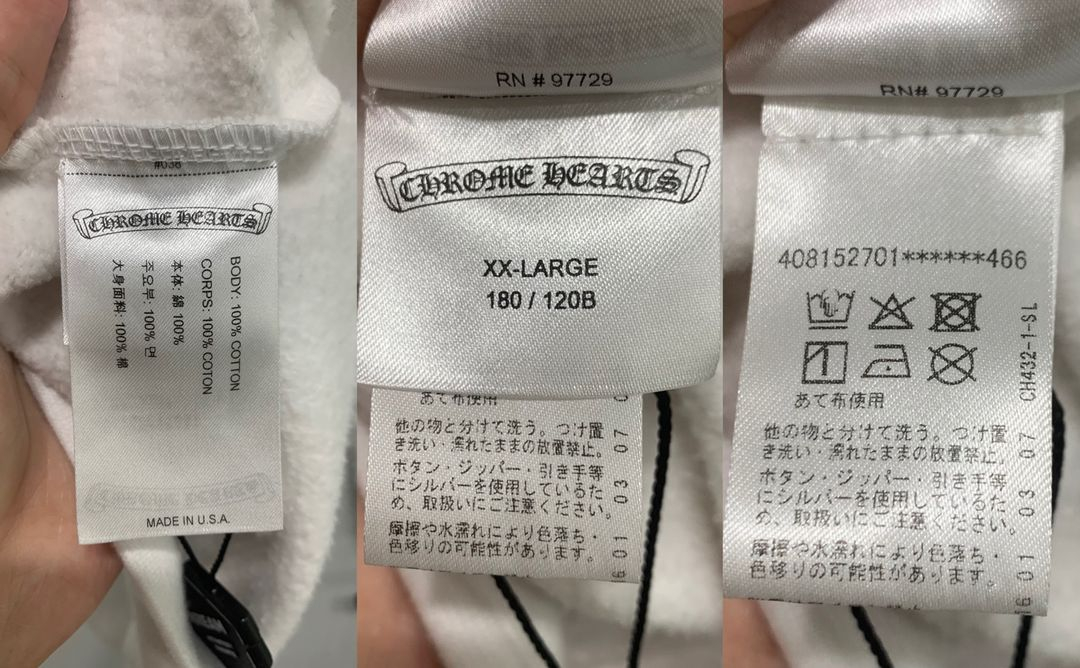 #038
CHROME HEARTS
BODY: 100% COTTON
CORPS: 100% COTON
本体: 綿 100%
주요부: 100% 면
大身面料: 100% 棉
MADE IN U.S.A.
RN # 97729
CHROME HEARTS
XX-LARGE
180 / 120B
あて布使用
他の物と分けて洗う。つけ置
き洗い・濡れたままの放置禁止。
ボタン・ジッパー・引き手等
にシルバーを使用しているた
め、取扱いにご注意ください。
摩擦や水濡れにより色落ち・
色移りの可能性があります。
601 03 07
RN# 97729
408152701******466
あて布使用
他の物と分けて洗う。つけ置
き洗い・濡れたままの放置禁止。
ボタン・ジッパー・引き手等
にシルバーを使用しているた
め、取扱いにご注意ください。
摩擦や水濡れにより色落ち・
色移りの可能性があります。
CH432-1-SL
16 01 03 07